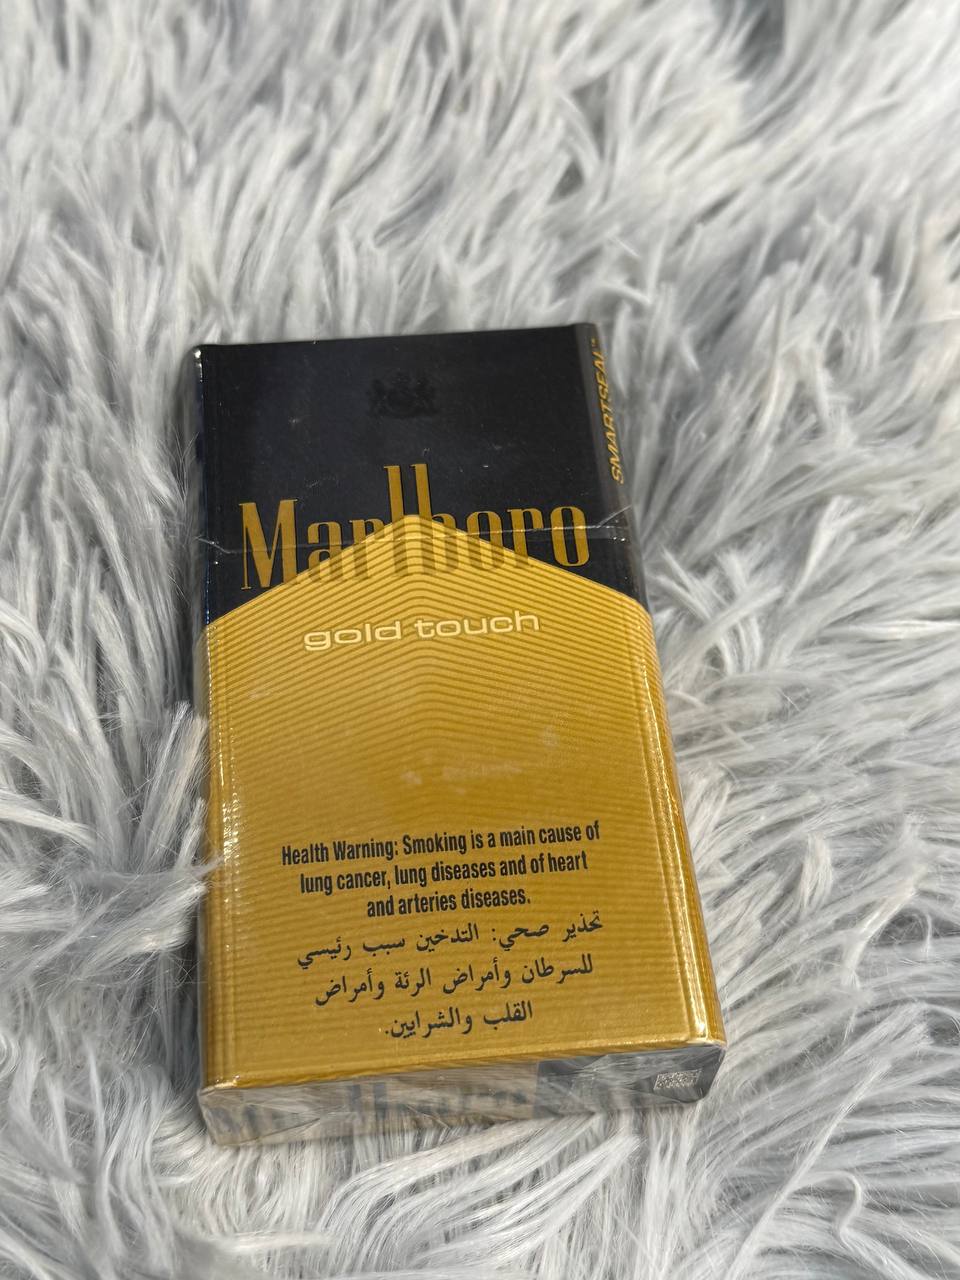 SMARTSEAL™
Marlboro
gold touch
Health Warning: Smoking is a main cause of
lung cancer, lung diseases and of heart
and arteries diseases.
تحذير صحي: التدخين سبب رئيسي
للسرطان وأمراض الرئة وأمراض
القلب والشرايين.
Marlboro